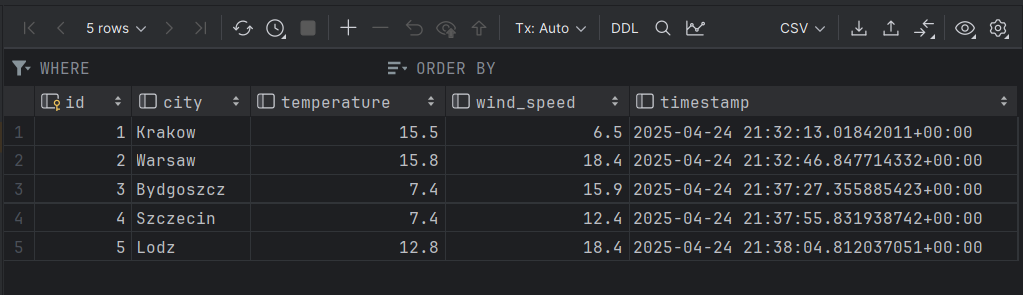 5 rows Tx: Auto DDL CSV
WHERE ORDER BY
id city temperature wind_speed timestamp
1 1 Krakow 15.5 6.5 2025-04-24 21:32:13.01842011+00:00
2 2 Warsaw 15.8 18.4 2025-04-24 21:32:46.847714332+00:00
3 3 Bydgoszcz 7.4 15.9 2025-04-24 21:37:27.355885423+00:00
4 4 Szczecin 7.4 12.4 2025-04-24 21:37:55.831938742+00:00
5 5 Lodz 12.8 18.4 2025-04-24 21:38:04.812037051+00:00